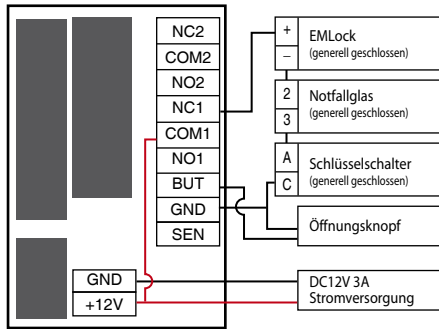 NC2
COM2
NO2
NC1
COM1
NO1
BUT
GND
SEN
GND
+12V
+
–
EMLock
(generell geschlossen)
2
3
Notfallglas
(generell geschlossen)
A
C
Schlüsselschalter
(generell geschlossen)
Öffnungsknopf
DC12V 3A
Stromversorgung